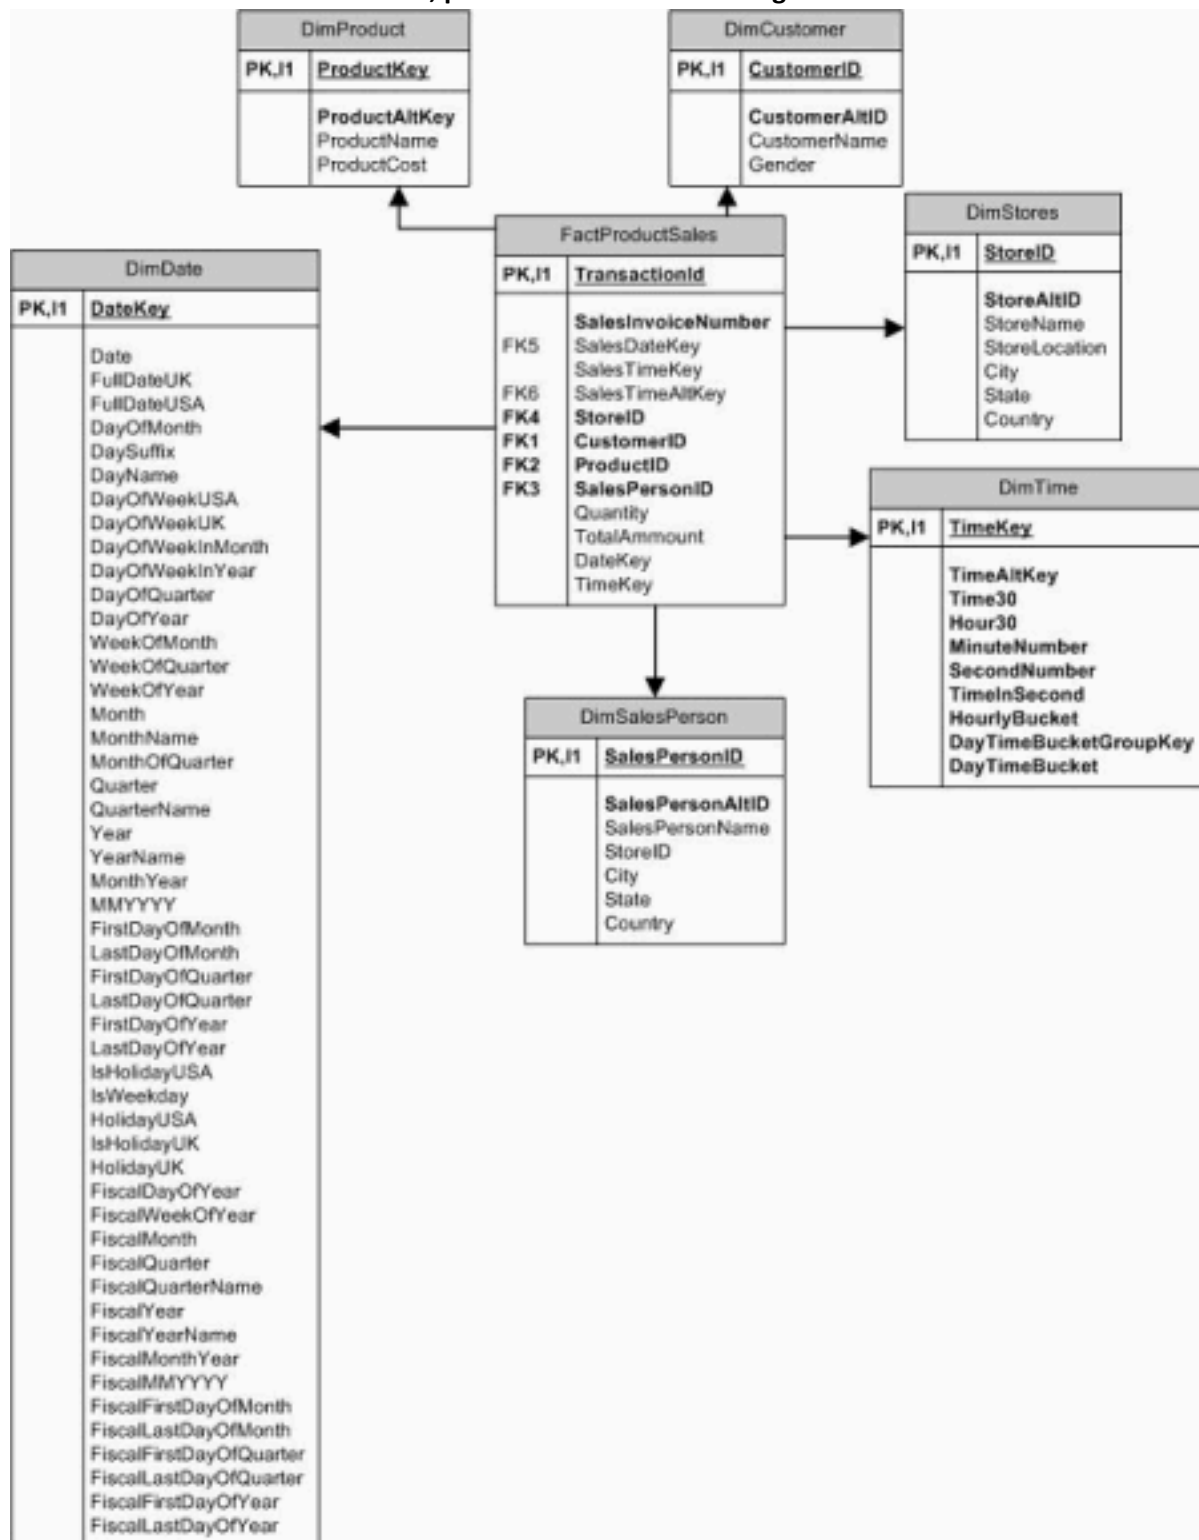 DimProduct
PK,I1 ProductKey
ProductAltKey
ProductName
ProductCost
DimCustomer
PK,I1 CustomerID
CustomerAltID
CustomerName
Gender
DimStores
PK,I1 StoreID
StoreAltID
StoreName
StoreLocation
City
State
Country
FactProductSales
PK,I1 TransactionId
SalesInvoiceNumber
FK5 SalesDateKey
SalesTimeKey
FK6 SalesTimeAltKey
FK4 StoreID
FK1 CustomerID
FK2 ProductID
FK3 SalesPersonID
Quantity
TotalAmmount
DateKey
TimeKey
DimDate
PK,I1 DateKey
Date
FullDateUK
FullDateUSA
DayOfMonth
DaySuffix
DayName
DayOfWeekUSA
DayOfWeekUK
DayOfWeekInMonth
DayOfWeekInYear
DayOfQuarter
DayOfYear
WeekOfMonth
WeekOfQuarter
WeekOfYear
Month
MonthName
MonthOfQuarter
Quarter
QuarterName
Year
YearName
MonthYear
MMYYYY
FirstDayOfMonth
LastDayOfMonth
FirstDayOfQuarter
LastDayOfQuarter
FirstDayOfYear
LastDayOfYear
IsHolidayUSA
IsWeekday
HolidayUSA
IsHolidayUK
HolidayUK
FiscalDayOfYear
FiscalWeekOfYear
FiscalMonth
FiscalQuarter
FiscalQuarterName
FiscalYear
FiscalYearName
FiscalMonthYear
FiscalMMYYYY
FiscalFirstDayOfMonth
FiscalLastDayOfMonth
FiscalFirstDayOfQuarter
FiscalLastDayOfQuarter
FiscalFirstDayOfYear
FiscalLastDayOfYear
DimTime
PK,I1 TimeKey
TimeAltKey
Time30
Hour30
MinuteNumber
SecondNumber
TimeInSecond
HourlyBucket
DayTimeBucketGroupKey
DayTimeBucket
DimSalesPerson
PK,I1 SalesPersonID
SalesPersonAltID
SalesPersonName
StoreID
City
State
Country